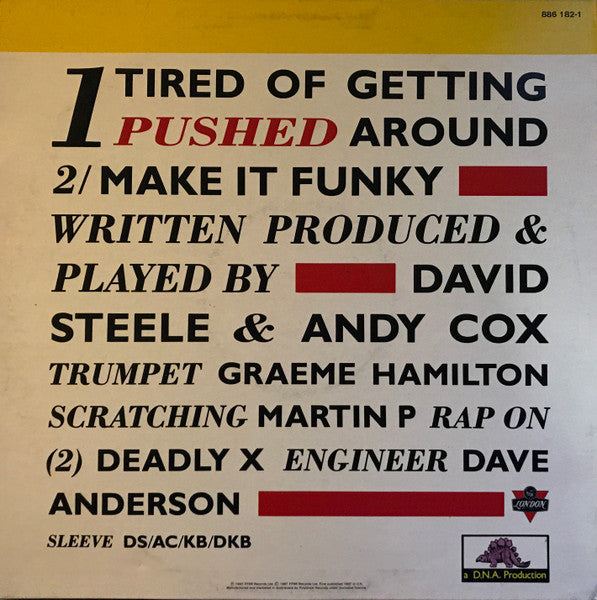 886 182-1
1 TIRED OF GETTING
PUSHED AROUND
2/ MAKE IT FUNKY
WRITTEN PRODUCED &
PLAYED BY DAVID
STEELE & ANDY COX
TRUMPET GRAEME HAMILTON
SCRATCHING MARTIN P RAP ON
(2) DEADLY X ENGINEER DAVE
ANDERSON
LONDON
SLEEVE DS/AC/KB/DKB
a D.N.A. Production